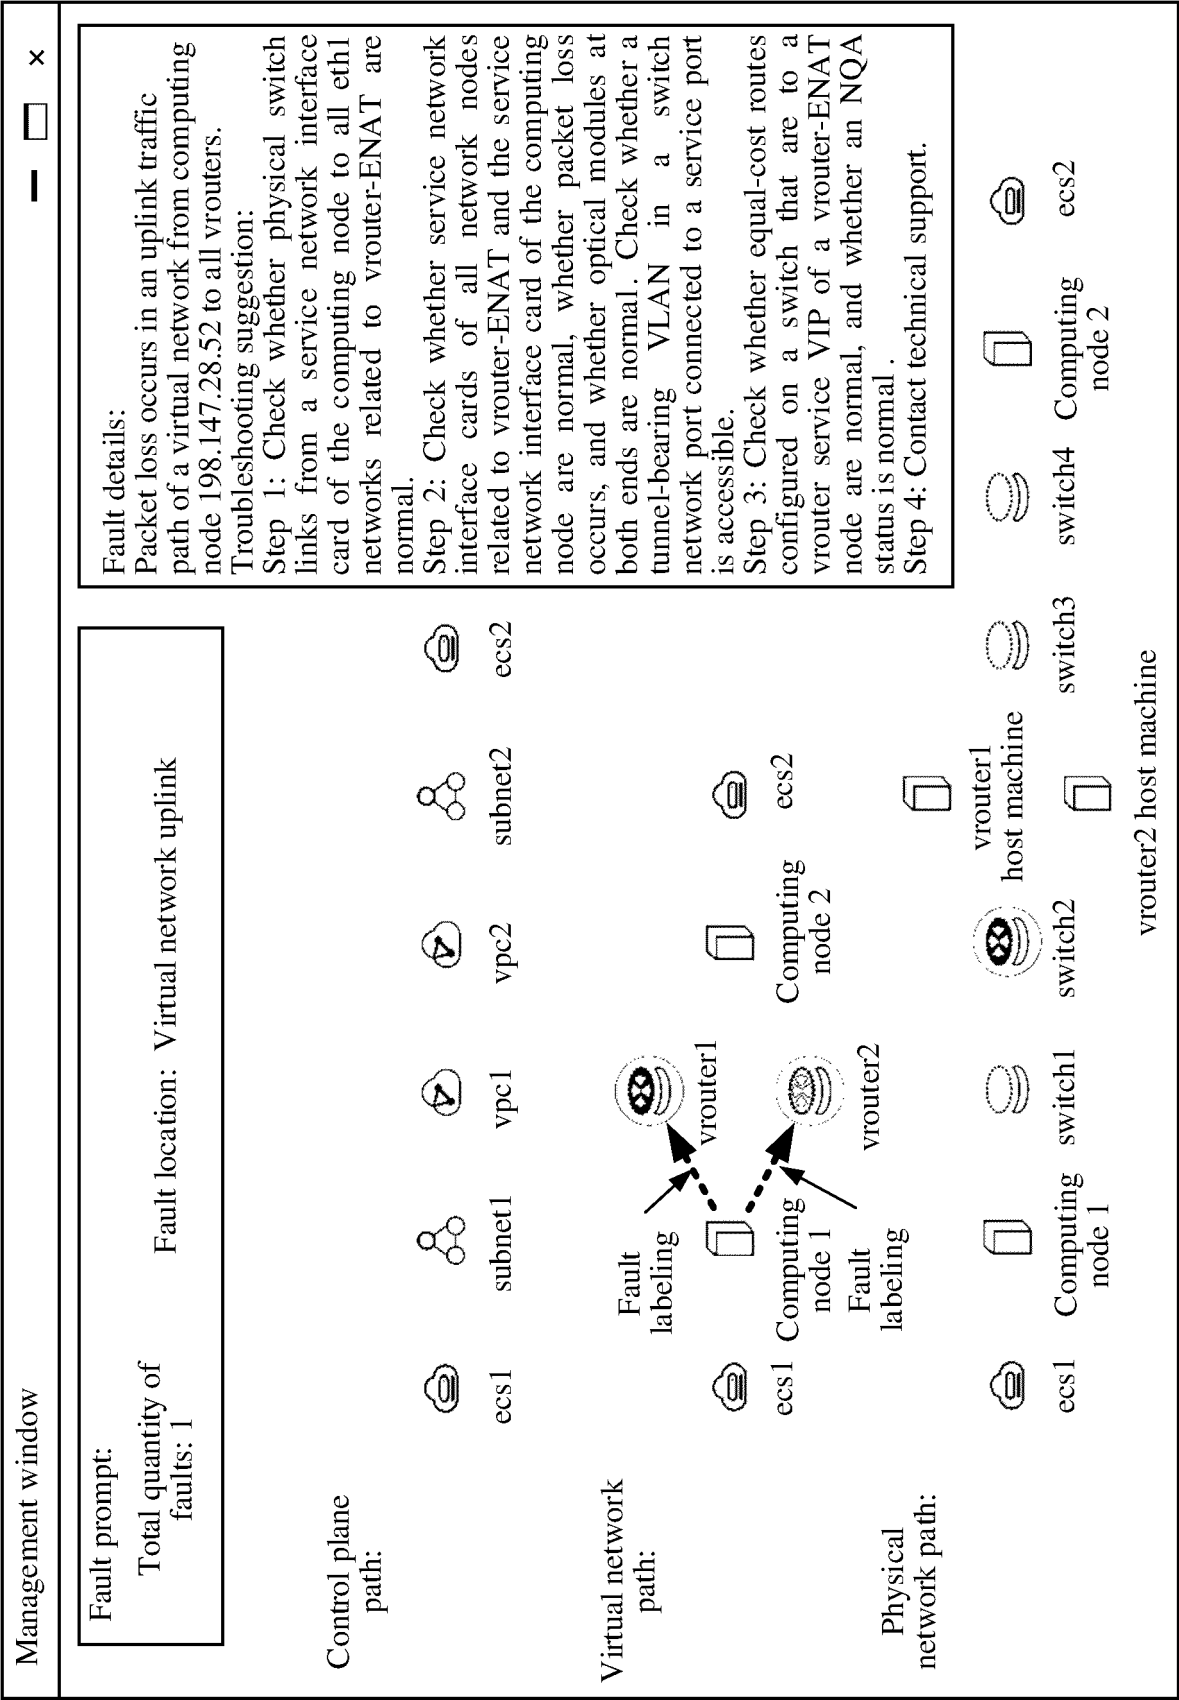 Management window
Fault prompt:
Total quantity of
faults: 1
Fault location: Virtual network uplink
Fault details:
Packet loss occurs in an uplink traffic
path of a virtual network from computing
node 198.147.28.52 to all vrouters.
Troubleshooting suggestion:
Step 1: Check whether physical switch
links from a service network interface
card of the computing node to all eth1
networks related to vrouter-ENAT are
normal.
Step 2: Check whether service network
interface cards of all network nodes
related to vrouter-ENAT and the service
network interface card of the computing
node are normal, whether packet loss
occurs, and whether optical modules at
both ends are normal. Check whether a
tunnel-bearing VLAN in a switch
network port connected to a service port
is accessible.
Step 3: Check whether equal-cost routes
configured on a switch that are to a
vrouter service VIP of a vrouter-ENAT
node are normal, and whether an NQA
status is normal .
Step 4: Contact technical support.
Control plane
path:
ecs1
subnet1
vpc1
vpc2
subnet2
ecs2
Virtual network
path:
ecs1
Fault
labeling
Computing
node 1
Fault
labeling
vrouter1
vrouter2
Computing
node 2
ecs2
Physical
network path:
ecs1
Computing
node 1
switch1
switch2
vrouter1
host machine
vrouter2 host machine
switch3
switch4
Computing
node 2
ecs2